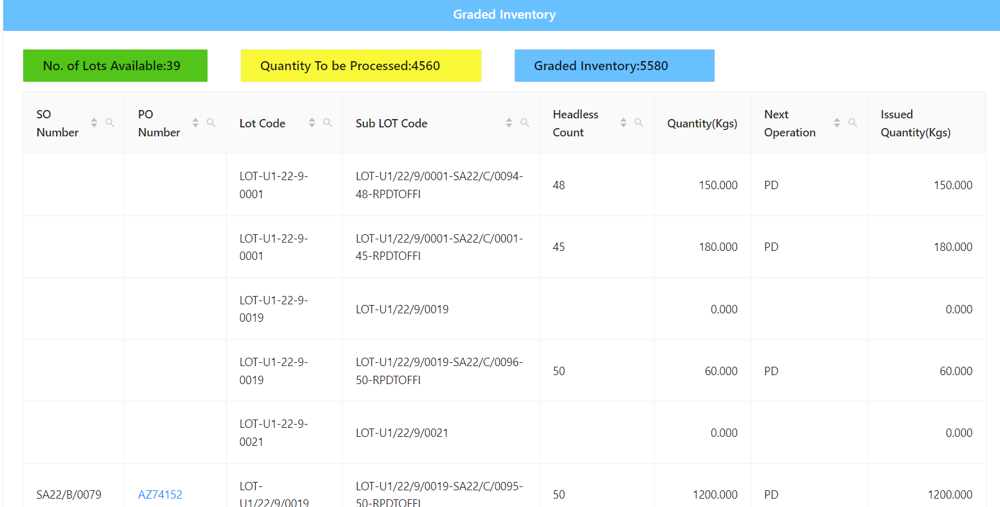 Graded Inventory
No. of Lots Available:39
Quantity To be Processed:4560
Graded Inventory:5580
SO
Number
PO
Number
Lot Code
Sub LOT Code
Headless
Count
Quantity(Kgs)
Next
Operation
Issued
Quantity(Kgs)
LOT-U1-22-9-
0001
LOT-U1/22/9/0001-SA22/C/0094-
48-RPDTOFFI
48
150.000
PD
150.000
LOT-U1-22-9-
0001
LOT-U1/22/9/0001-SA22/C/0001-
45-RPDTOFFI
45
180.000
PD
180.000
LOT-U1-22-9-
0019
LOT-U1/22/9/0019
0.000
0.000
LOT-U1-22-9-
0019
LOT-U1/22/9/0019-SA22/C/0096-
50-RPDTOFFI
50
60.000
PD
60.000
LOT-U1-22-9-
0021
LOT-U1/22/9/0021
0.000
0.000
SA22/B/0079
AZ74152
LOT-
U1/22/9/0019
LOT-U1/22/9/0019-SA22/C/0095-
50-RPDTOFFI
50
1200.000
PD
1200.000